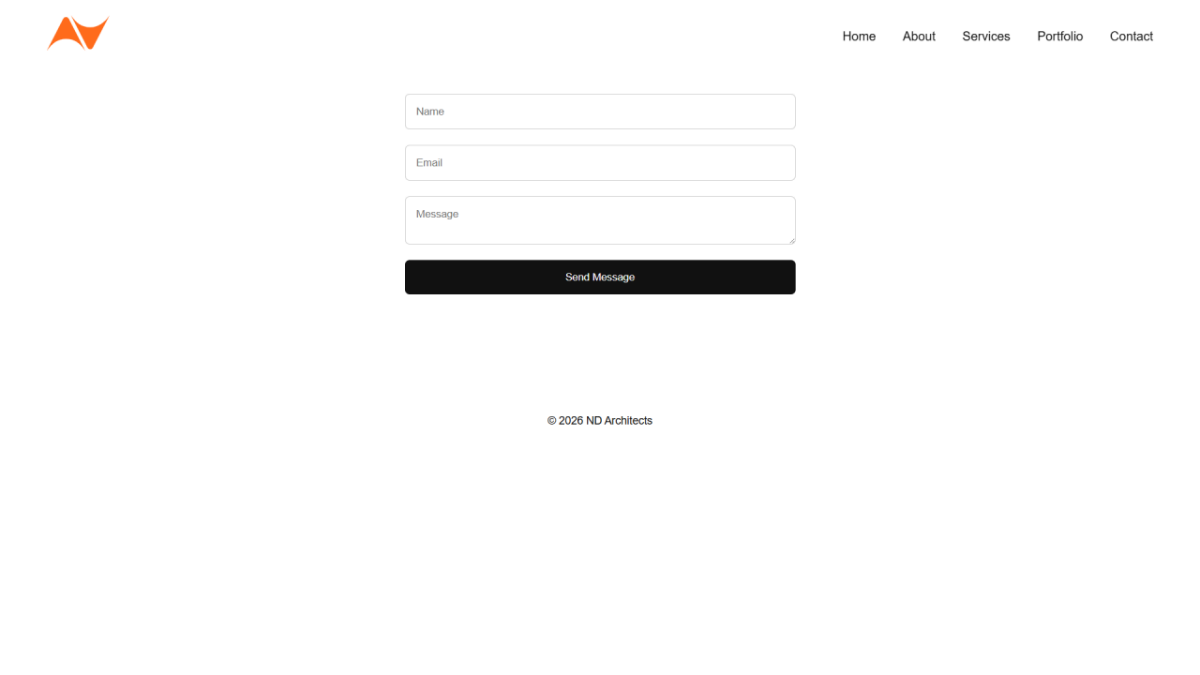 Home About Services Portfolio Contact
Name
Email
Message
Send Message
© 2026 ND Architects